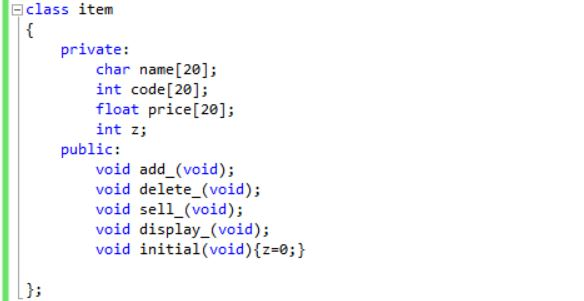 class item
{
    private:
        char name[20];
        int code[20];
        float price[20];
        int z;
    public:
        void add_(void);
        void delete_(void);
        void sell_(void);
        void display_(void);
        void initial(void){z=0;}
};